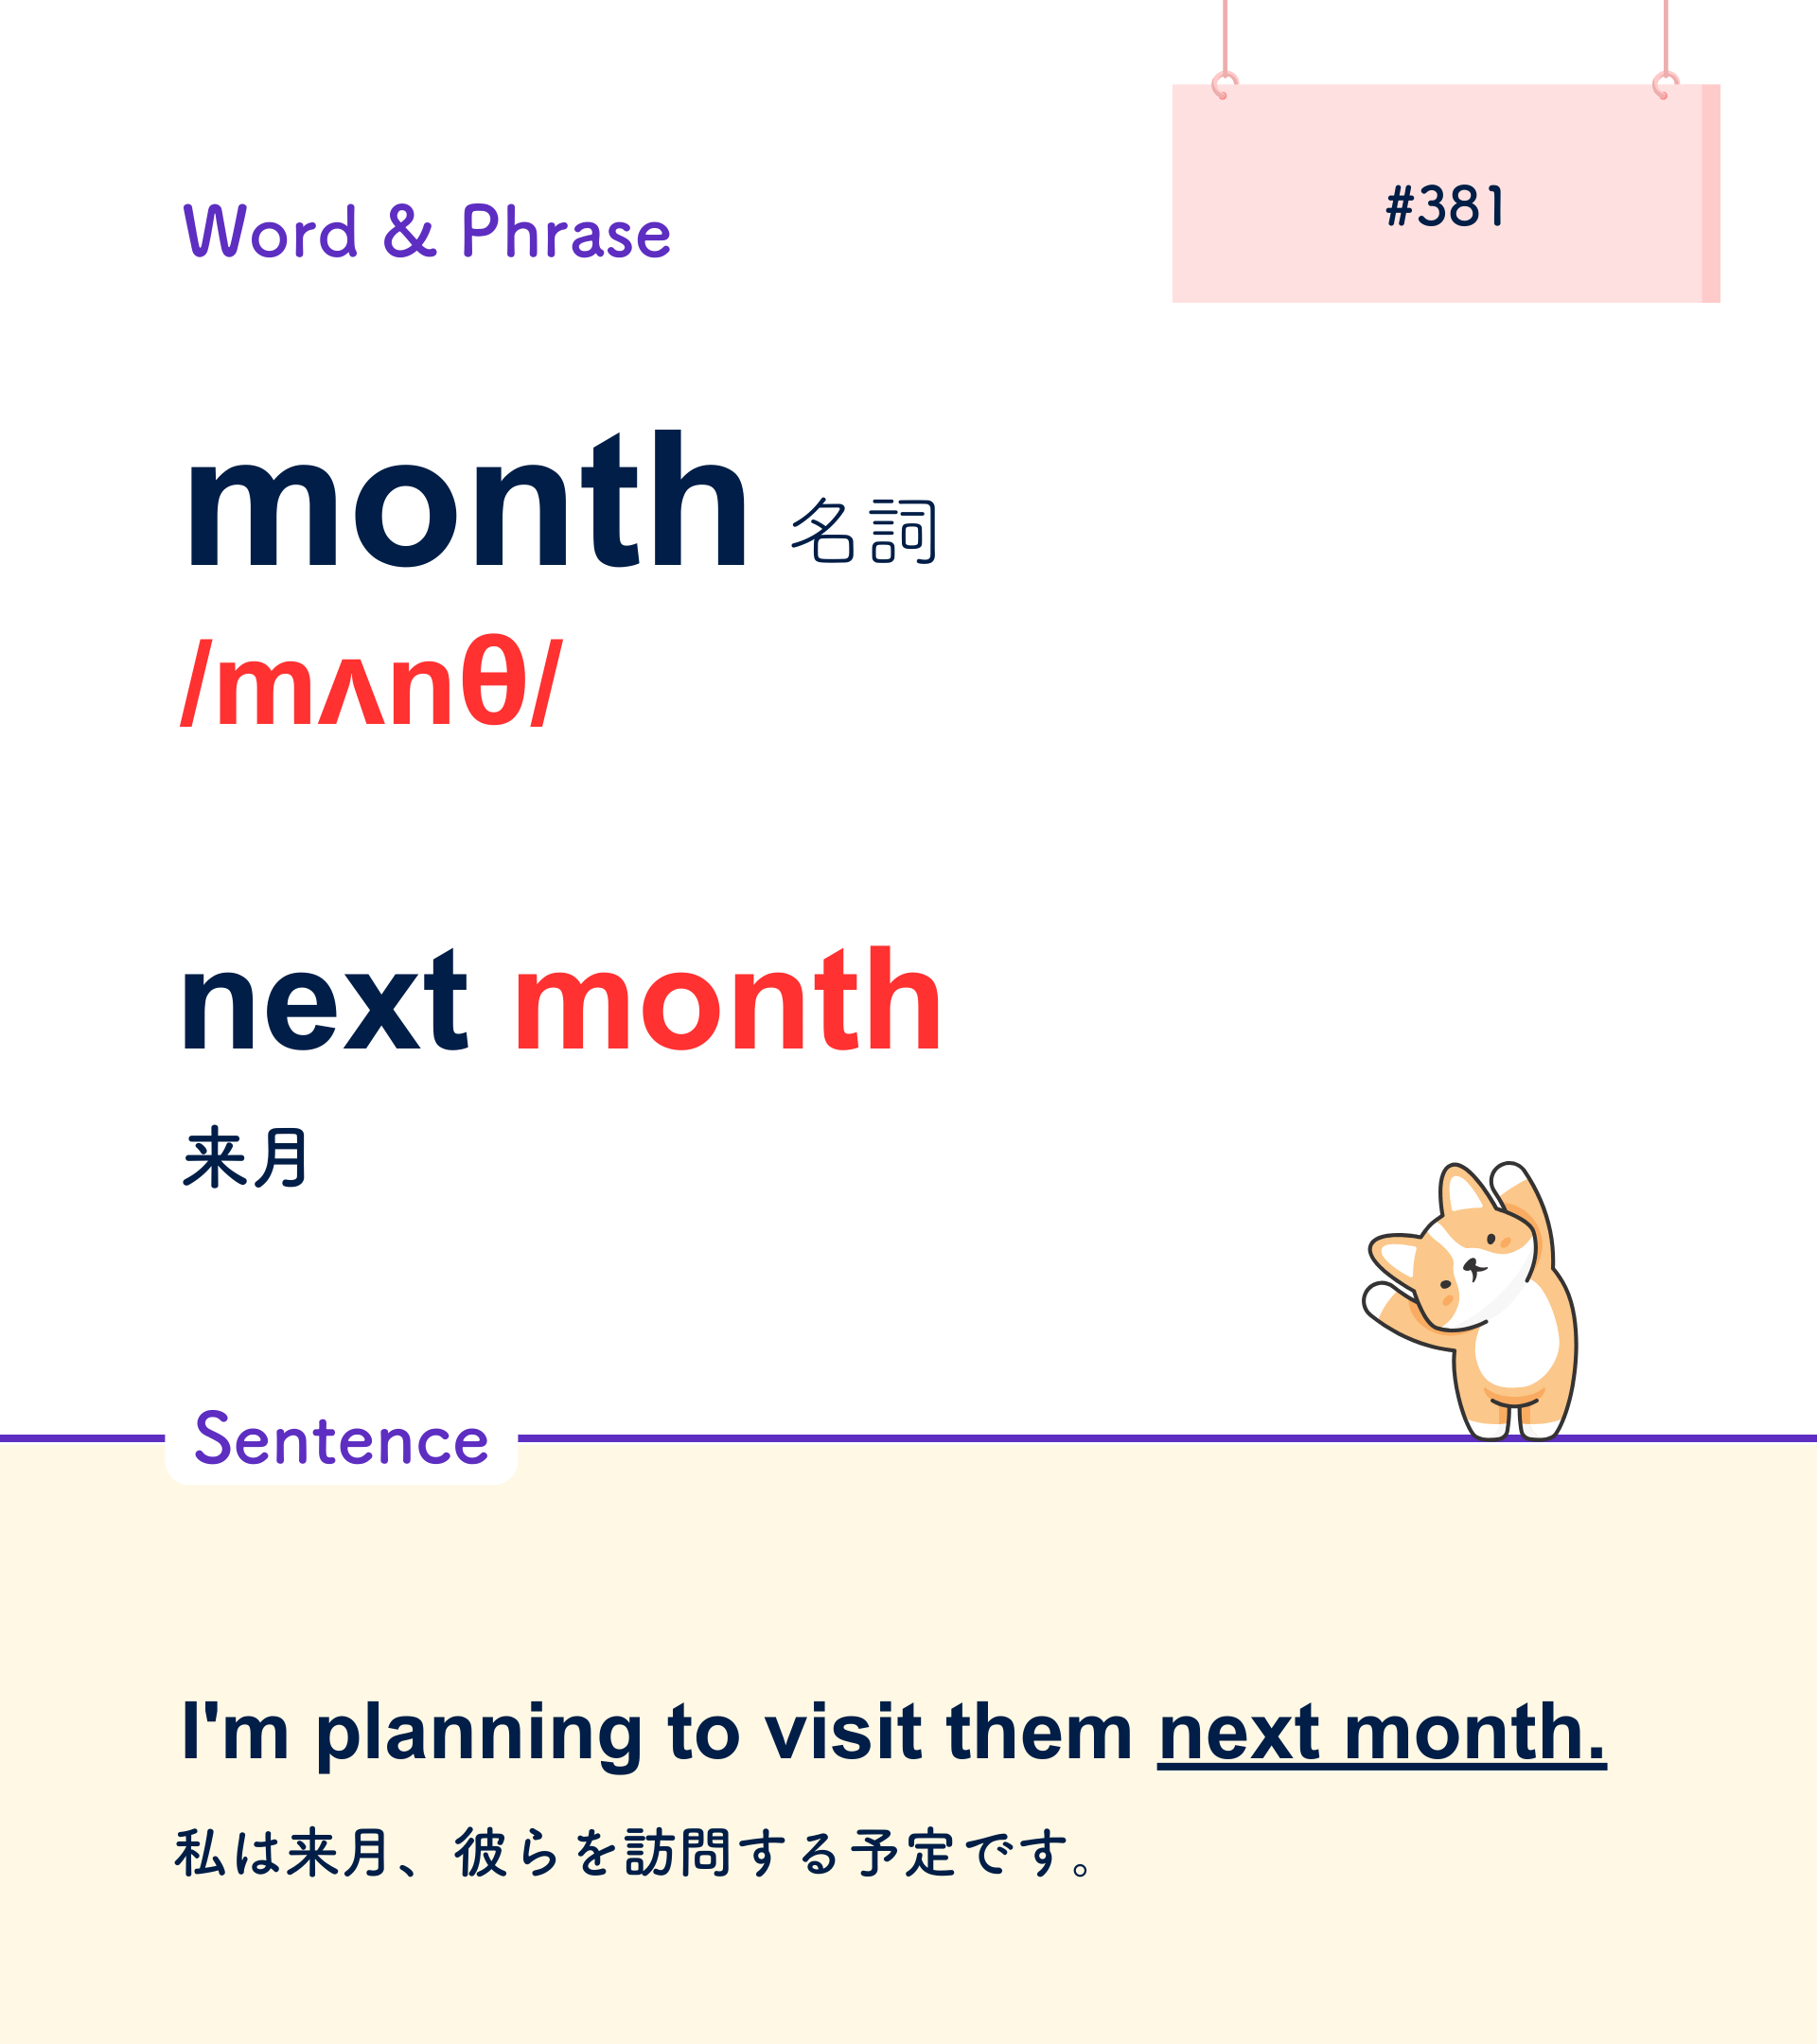 #381
Word & Phrase
month 名詞
/mʌnθ/
next month
来月
Sentence
I'm planning to visit them next month.
私は来月、彼らを訪問する予定です。